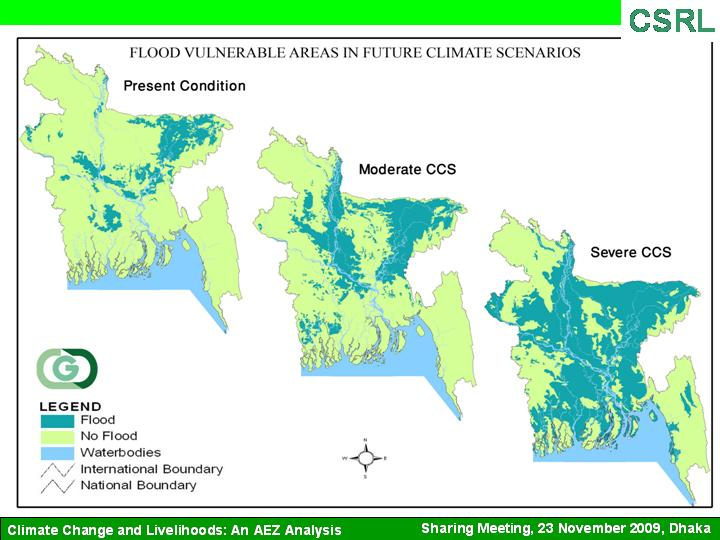 CSRL
FLOOD VULNERABLE AREAS IN FUTURE CLIMATE SCENARIOS
Present Condition
Moderate CCS
Severe CCS
CG
LEGEND
Flood
No Flood
Waterbodies
International Boundary
National Boundary
N
W E
S
Climate Change and Livelihoods: An AEZ Analysis
Sharing Meeting, 23 November 2009, Dhaka